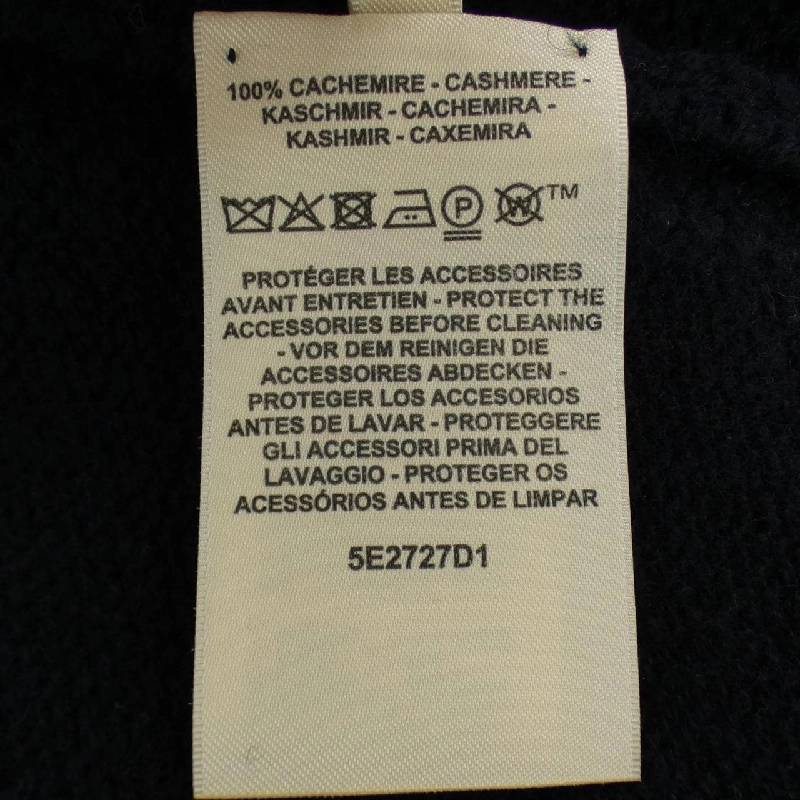 100% CACHEMIRE - CASHMERE -
KASCHMIR - CACHEMIRA -
KASHMIR - CAXEMIRA
P W TM
PROTÉGER LES ACCESSOIRES
AVANT ENTRETIEN - PROTECT THE
ACCESSORIES BEFORE CLEANING
- VOR DEM REINIGEN DIE
ACCESSOIRES ABDECKEN -
PROTEGER LOS ACCESORIOS
ANTES DE LAVAR - PROTEGGERE
GLI ACCESSORI PRIMA DEL
LAVAGGIO - PROTEGER OS
ACESSÓRIOS ANTES DE LIMPAR
5E2727D1